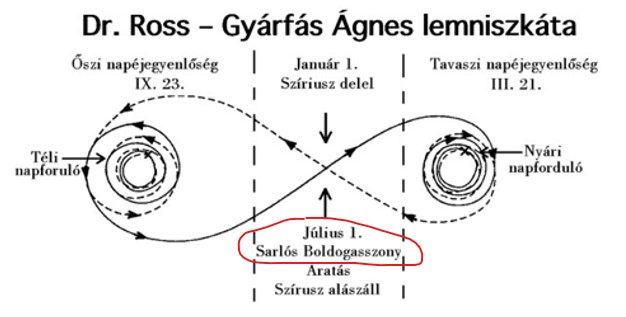 Dr. Ross – Gyárfás Ágnes lemniszkáta
Őszi napéjegyenlőség
IX. 23.
Január 1.
Szíriusz delel
Tavaszi napéjegyenlőség
III. 21.
Téli
napforuló
Nyári
napforduló
Július 1.
Sarlós Boldogasszony
Aratás
Szírusz alászáll